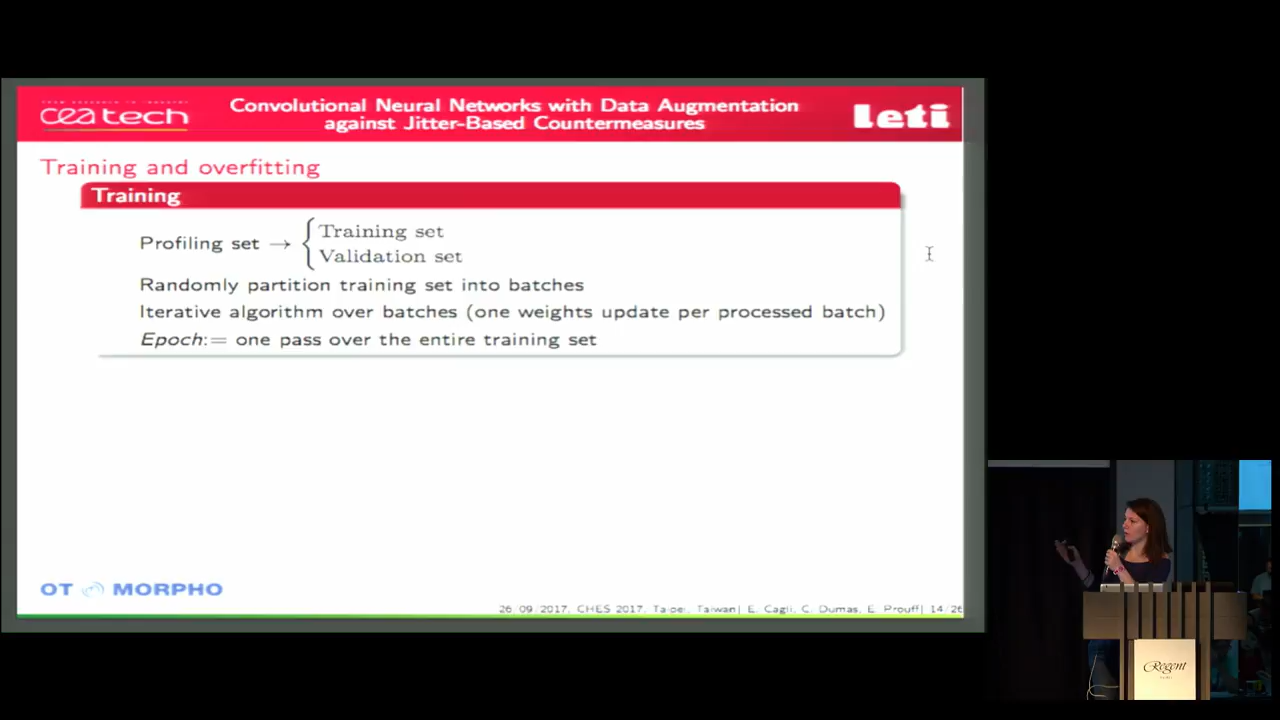 ceatech
Convolutional Neural Networks with Data Augmentation
against Jitter-Based Countermeasures
leti
Training and overfitting
Training
Profiling set → { Training set
Validation set
Randomly partition training set into batches
Iterative algorithm over batches (one weights update per processed batch)
Epoch:= one pass over the entire training set
OT MORPHO
26/09/2017, CHES 2017, Taipei, Taiwan| E. Cagli, C. Dumas, E. Prouff| 14/26
Regent